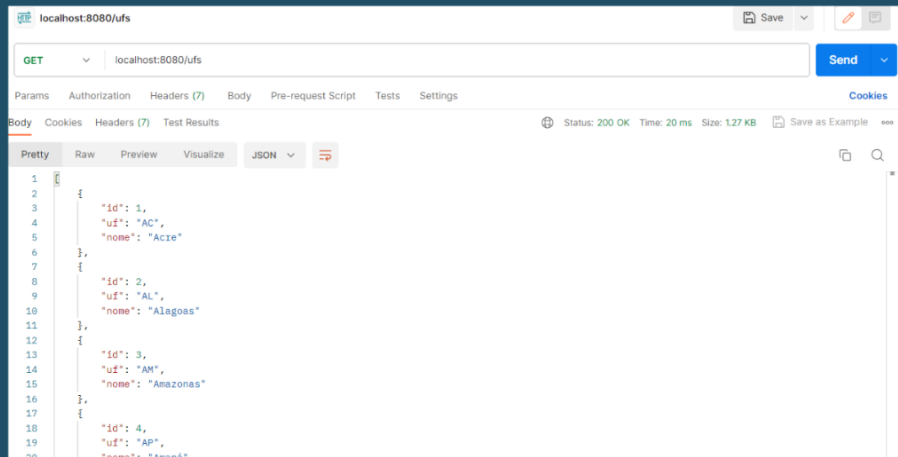 HTTP localhost:8080/ufs Save
GET localhost:8080/ufs Send
Params Authorization Headers (7) Body Pre-request Script Tests Settings Cookies
Body Cookies Headers (7) Test Results Status: 200 OK Time: 20 ms Size: 1.27 KB Save as Example
Pretty Raw Preview Visualize JSON
1 [
2 {
3 "id": 1,
4 "uf": "AC",
5 "nome": "Acre"
6 },
7 {
8 "id": 2,
9 "uf": "AL",
10 "nome": "Alagoas"
11 },
12 {
13 "id": 3,
14 "uf": "AM",
15 "nome": "Amazonas"
16 },
17 {
18 "id": 4,
19 "uf": "AP",
20 "nome": "Amapá"